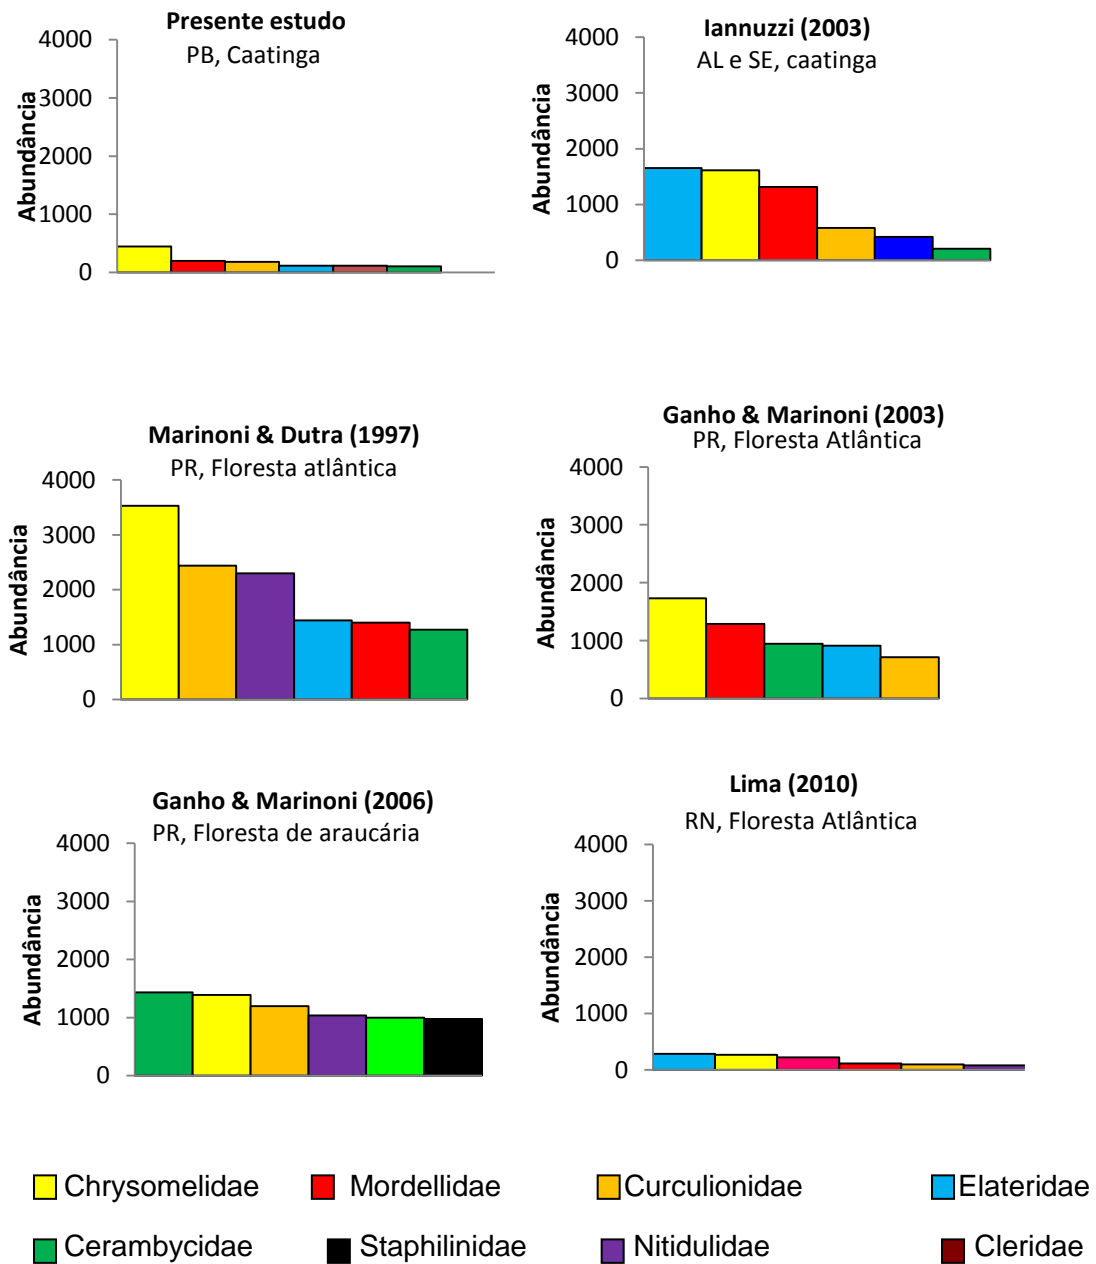 Presente estudo
PB, Caatinga
Abundância
4000
3000
2000
1000
0
Iannuzzi (2003)
AL e SE, caatinga
Abundância
4000
3000
2000
1000
0
Marinoni & Dutra (1997)
PR, Floresta atlântica
Abundância
4000
3000
2000
1000
0
Ganho & Marinoni (2003)
PR, Floresta Atlântica
Abundância
4000
3000
2000
1000
0
Ganho & Marinoni (2006)
PR, Floresta de araucária
Abundância
4000
3000
2000
1000
0
Lima (2010)
RN, Floresta Atlântica
Abundância
4000
3000
2000
1000
0
Chrysomelidae Mordellidae Curculionidae Elateridae
Cerambycidae Staphilinidae Nitidulidae Cleridae